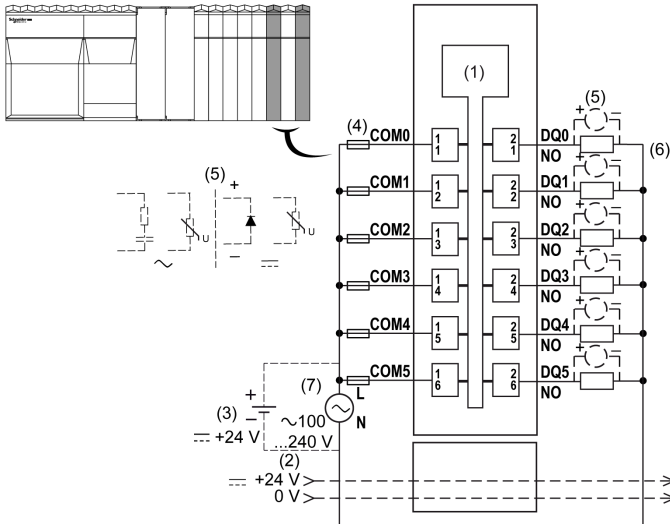 Schneider
Electric
(1)
(4) COM0 1 1 2 1 DQ0 NO (5) + (6)
(5) + − U U
COM1 1 2 2 2 DQ1 NO +
COM2 1 3 2 3 DQ2 NO +
COM3 1 4 2 4 DQ3 NO +
COM4 1 5 2 5 DQ4 NO +
COM5 1 6 2 6 DQ5 NO +
(7) L
+ − N
(3) ∼100
⎓ +24 V ...240 V
(2)
⎓ +24 V
0 V